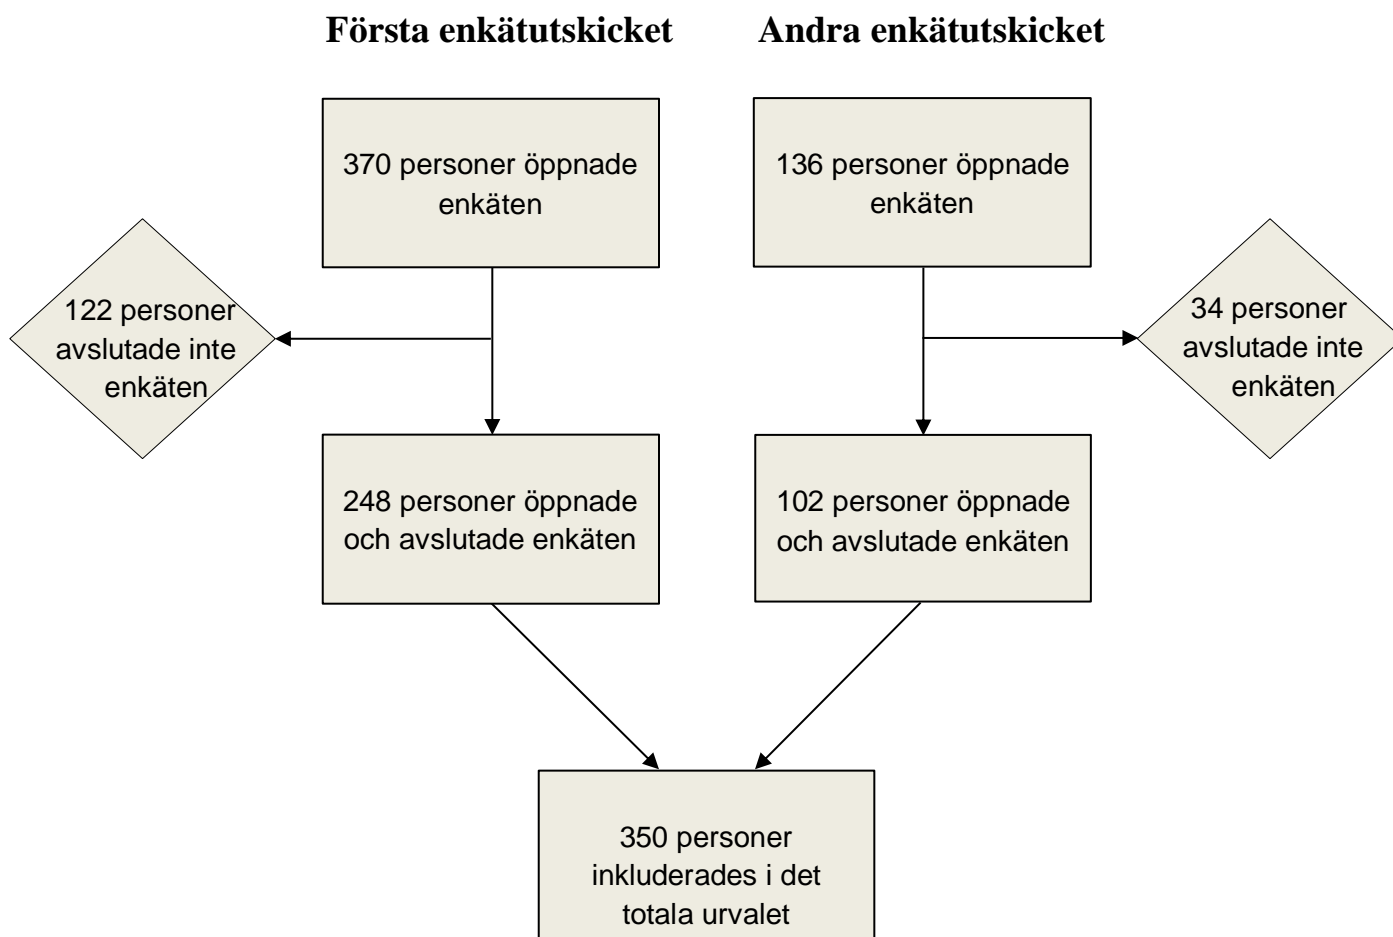 Första enkätutskicket
Andra enkätutskicket
370 personer öppnade
enkäten
136 personer öppnade
enkäten
122 personer
avslutade inte
enkäten
34 personer
avslutade inte
enkäten
248 personer öppnade
och avslutade enkäten
102 personer öppnade
och avslutade enkäten
350 personer
inkluderades i det
totala urvalet